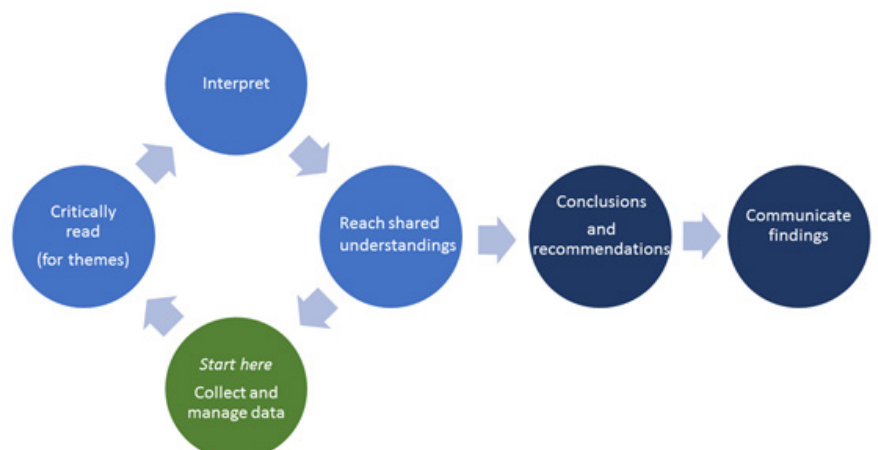 Interpret
Critically
read
(for themes)
Reach shared
understandings
Conclusions
and
recommendations
Communicate
findings
Start here
Collect and
manage data